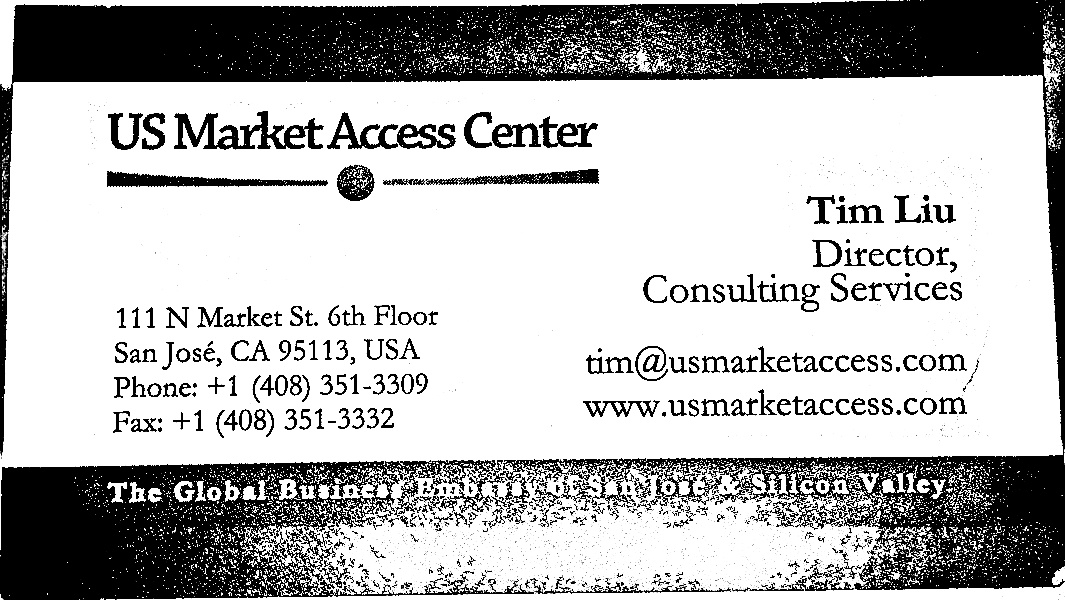 US Market Access Center
Tim Liu
Director,
Consulting Services
111 N Market St. 6th Floor
San José, CA 95113, USA
Phone: +1 (408) 351-3309
Fax: +1 (408) 351-3332
tim@usmarketaccess.com
www.usmarketaccess.com
The Global Business Embassy of San José & Silicon Valley